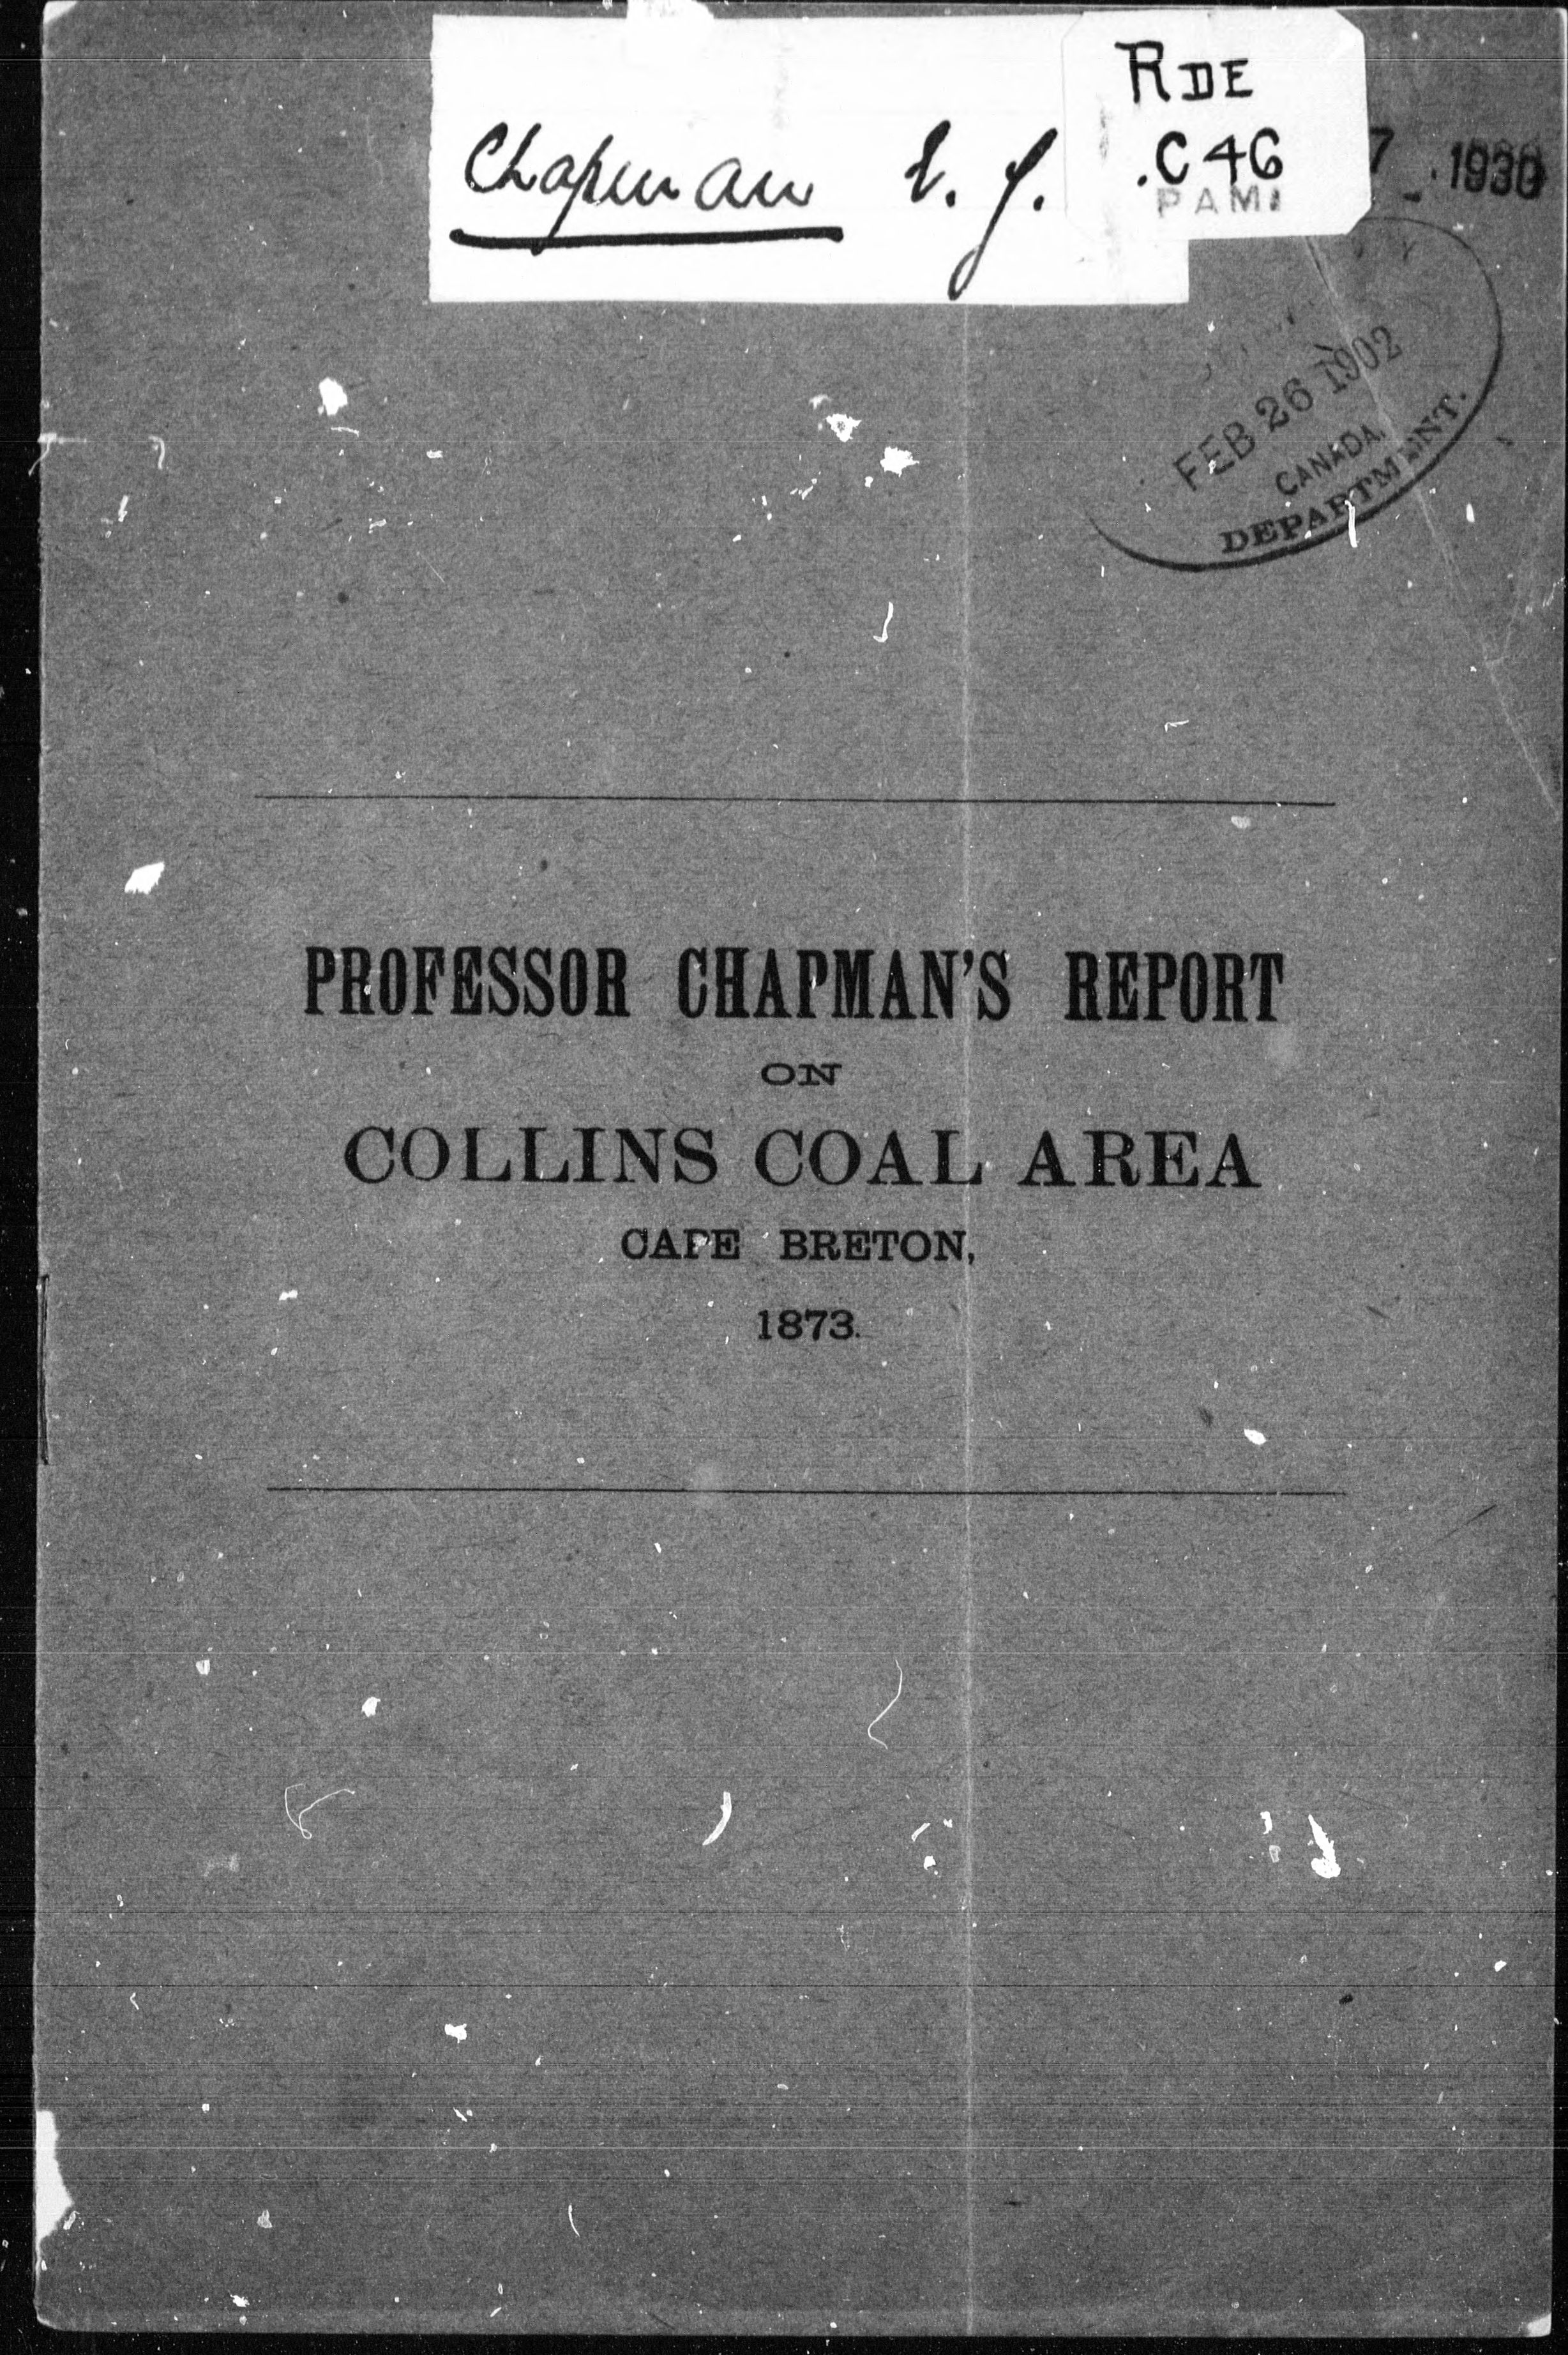 RDE
Chapman E. J.
.C46
7 1930
PAM.
FEB 26 1902
CANADA.
DEPARTMENT.
PROFESSOR CHAPMAN'S REPORT
ON
COLLINS COAL AREA
CAPE BRETON,
1873.